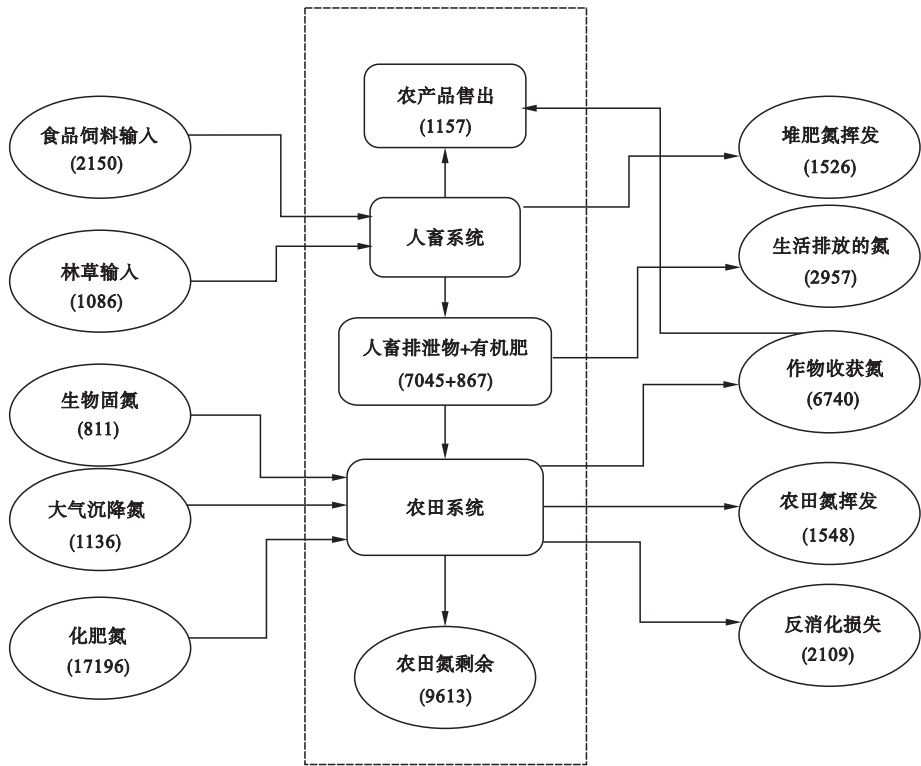 农产品售出
(1157)
食品饲料输入
(2150)
堆肥氮挥发
(1526)
人畜系统
生活排放的氮
(2957)
林草输入
(1086)
人畜排泄物+有机肥
(7045+867)
作物收获氮
(6740)
生物固氮
(811)
农田系统
大气沉降氮
(1136)
农田氮挥发
(1548)
化肥氮
(17196)
反消化损失
(2109)
农田氮剩余
(9613)